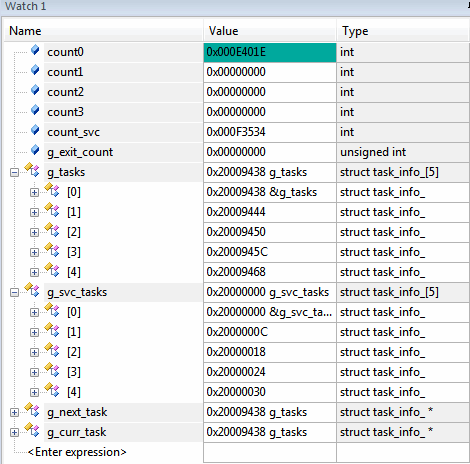 Watch 1
Name Value Type
count0 0x000E401E int
count1 0x00000000 int
count2 0x00000000 int
count3 0x00000000 int
count_svc 0x000F3534 int
g_exit_count 0x00000000 unsigned int
g_tasks 0x20009438 g_tasks struct task_info_[5]
[0] 0x20009438 &g_tasks struct task_info_
[1] 0x20009444 struct task_info_
[2] 0x20009450 struct task_info_
[3] 0x2000945C struct task_info_
[4] 0x20009468 struct task_info_
g_svc_tasks 0x20000000 g_svc_tasks struct task_info_[5]
[0] 0x20000000 &g_svc_ta... struct task_info_
[1] 0x2000000C struct task_info_
[2] 0x20000018 struct task_info_
[3] 0x20000024 struct task_info_
[4] 0x20000030 struct task_info_
g_next_task 0x20009438 g_tasks struct task_info_ *
g_curr_task 0x20009438 g_tasks struct task_info_ *
<Enter expression>